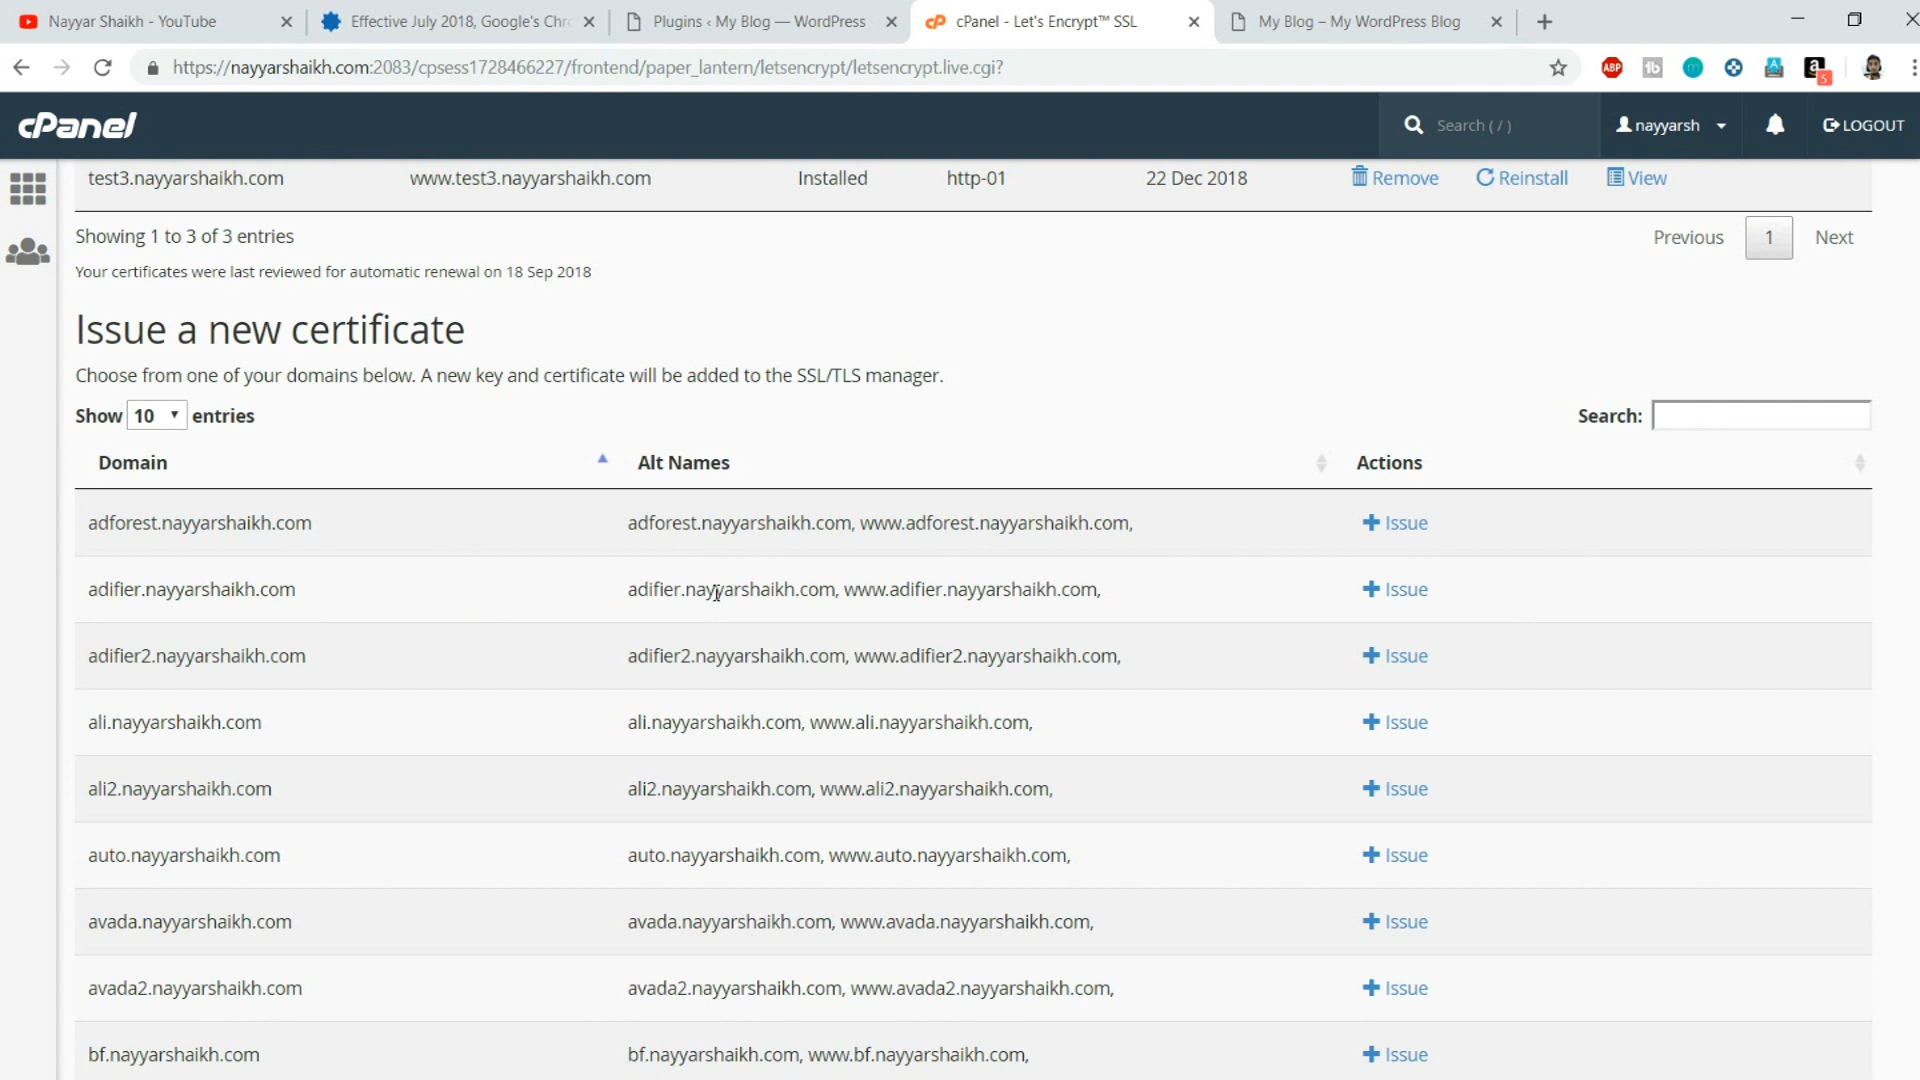 Nayyar Shaikh - YouTube
Effective July 2018, Google's Chr
Plugins ‹ My Blog — WordPress
cPanel - Let's Encrypt™ SSL
My Blog – My WordPress Blog
https://nayyarshaikh.com:2083/cpsess1728466227/frontend/paper_lantern/letsencrypt/letsencrypt.live.cgi?
ABP
a
5
cPanel
Search ( / )
nayyarsh
LOGOUT
test3.nayyarshaikh.com www.test3.nayyarshaikh.com Installed http-01 22 Dec 2018 Remove Reinstall View
Showing 1 to 3 of 3 entries
Previous 1 Next
Your certificates were last reviewed for automatic renewal on 18 Sep 2018
Issue a new certificate
Choose from one of your domains below. A new key and certificate will be added to the SSL/TLS manager.
Show 10 entries
Search:
Domain Alt Names Actions
adforest.nayyarshaikh.com adforest.nayyarshaikh.com, www.adforest.nayyarshaikh.com, Issue
adifier.nayyarshaikh.com adifier.nayyarshaikh.com, www.adifier.nayyarshaikh.com, Issue
adifier2.nayyarshaikh.com adifier2.nayyarshaikh.com, www.adifier2.nayyarshaikh.com, Issue
ali.nayyarshaikh.com ali.nayyarshaikh.com, www.ali.nayyarshaikh.com, Issue
ali2.nayyarshaikh.com ali2.nayyarshaikh.com, www.ali2.nayyarshaikh.com, Issue
auto.nayyarshaikh.com auto.nayyarshaikh.com, www.auto.nayyarshaikh.com, Issue
avada.nayyarshaikh.com avada.nayyarshaikh.com, www.avada.nayyarshaikh.com, Issue
avada2.nayyarshaikh.com avada2.nayyarshaikh.com, www.avada2.nayyarshaikh.com, Issue
bf.nayyarshaikh.com bf.nayyarshaikh.com, www.bf.nayyarshaikh.com, Issue